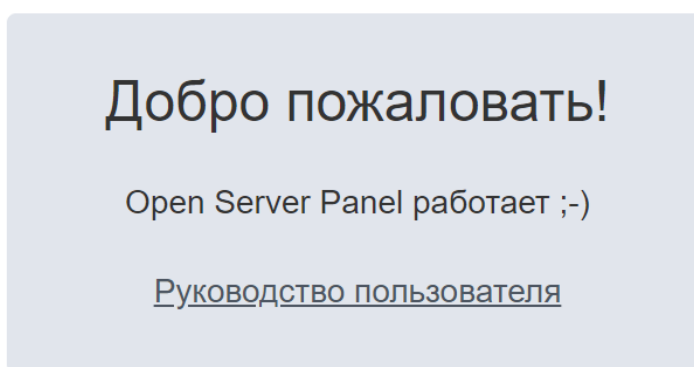 Добро пожаловать!
Open Server Panel работает ;-)
Руководство пользователя